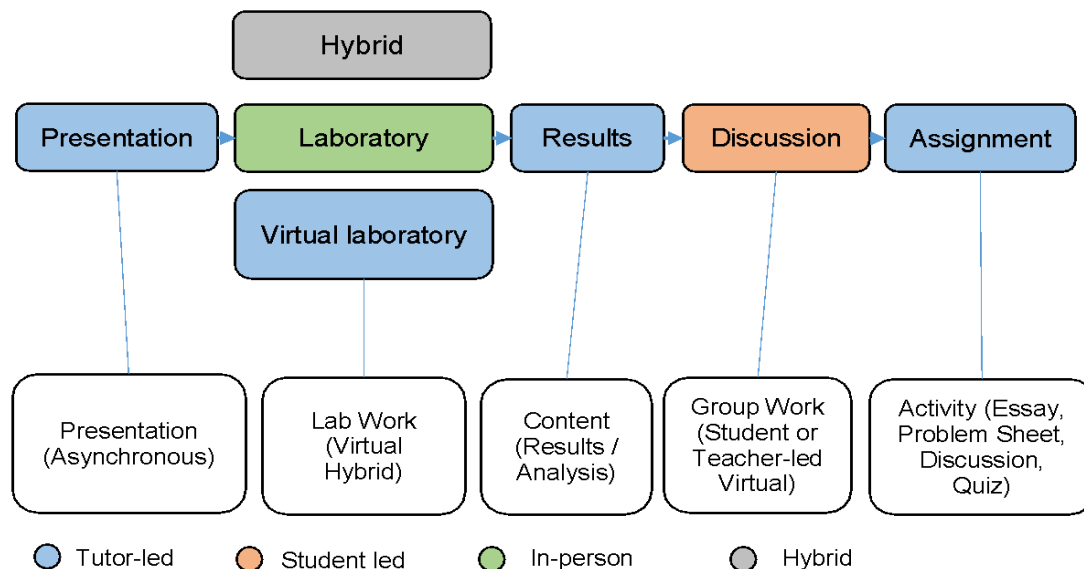 Hybrid
Presentation
Laboratory
Results
Discussion
Assignment
Virtual laboratory
Presentation
(Asynchronous)
Lab Work
(Virtual
Hybrid)
Content
(Results /
Analysis)
Group Work
(Student or
Teacher-led
Virtual)
Activity (Essay,
Problem Sheet,
Discussion,
Quiz)
Tutor-led
Student led
In-person
Hybrid